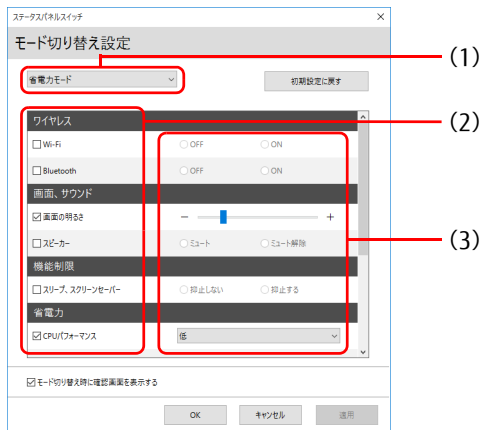 ステータスパネルスイッチ
モード切り替え設定
(1)
省電力モード
初期設定に戻す
ワイヤレス
(2)
Wi-Fi OFF ON
Bluetooth OFF ON
画面、サウンド
画面の明るさ － ＋
スピーカー ミュート ミュート解除
(3)
機能制限
スリープ、スクリーンセーバー 抑止しない 抑止する
省電力
CPUパフォーマンス 低
モード切り替え時に確認画面を表示する
OK キャンセル 適用